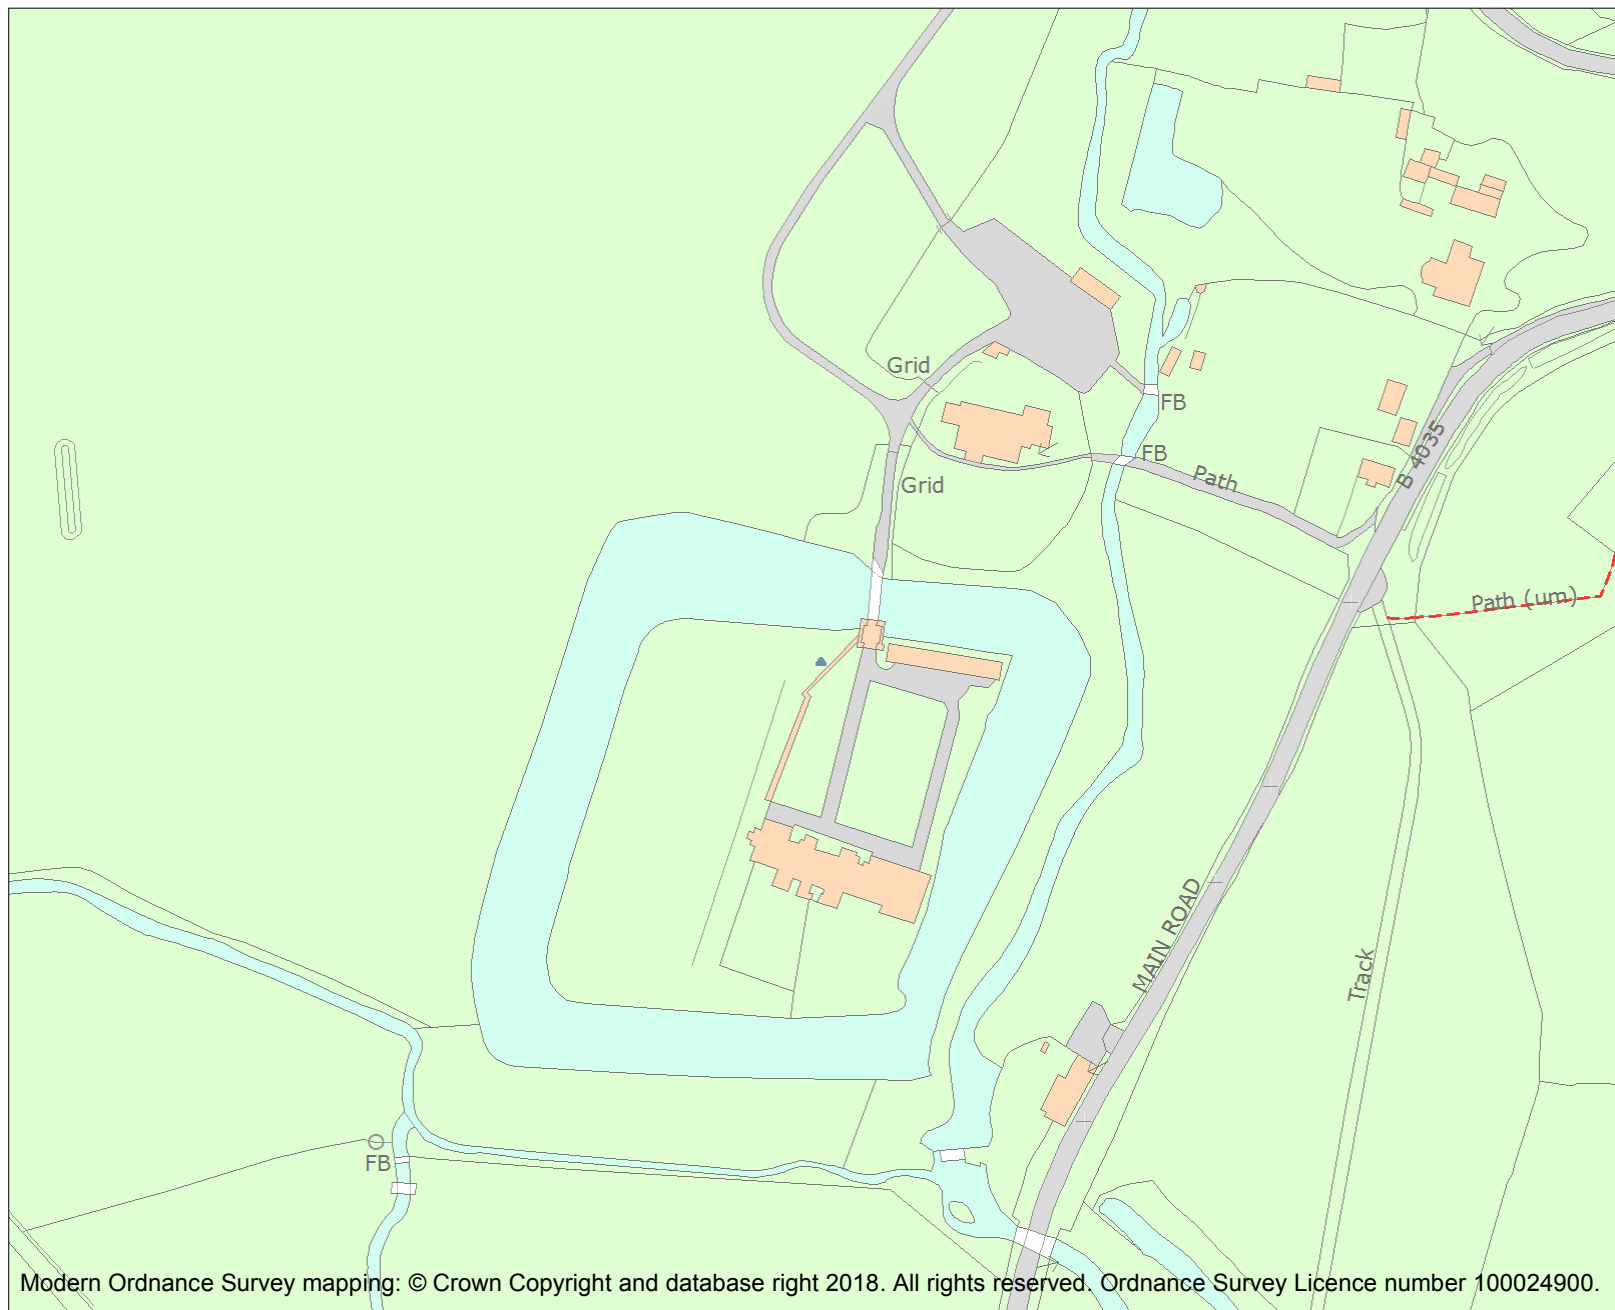 Grid
FB
B 4035
FB
Path
Grid
Path (um)
MAIN ROAD
Track
FB
Modern Ordnance Survey mapping: © Crown Copyright and database right 2018. All rights reserved. Ordnance Survey Licence number 100024900.